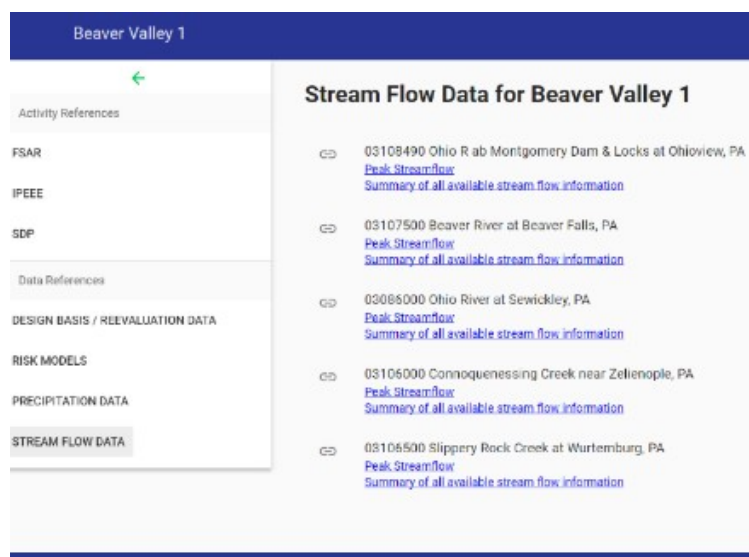 Beaver Valley 1
Activity References
FSAR
IPEEE
SDP
Data References
DESIGN BASIS / REEVALUATION DATA
RISK MODELS
PRECIPITATION DATA
STREAM FLOW DATA
Stream Flow Data for Beaver Valley 1
03108490 Ohio R ab Montgomery Dam & Locks at Ohioview, PA
Peak Streamflow
Summary of all available stream flow information
03107500 Beaver River at Beaver Falls, PA
Peak Streamflow
Summary of all available stream flow information
03086000 Ohio River at Sewickley, PA
Peak Streamflow
Summary of all available stream flow information
03106000 Connoquenessing Creek near Zelienople, PA
Peak Streamflow
Summary of all available stream flow information
03106500 Slippery Rock Creek at Wurtemburg, PA
Peak Streamflow
Summary of all available stream flow information